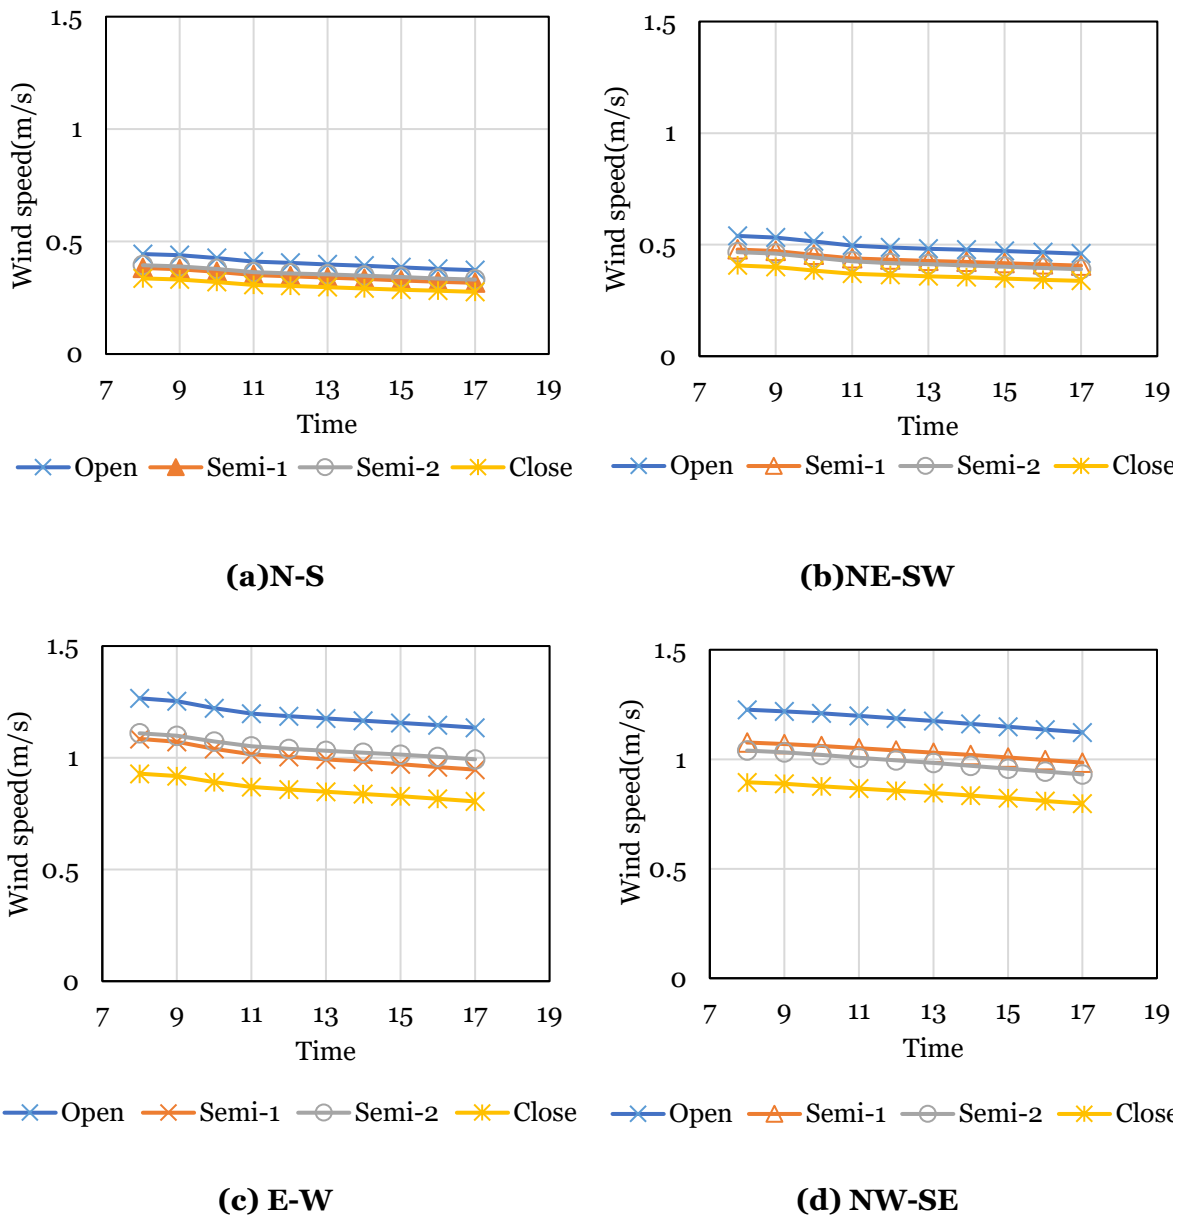 1.5
1
0.5
0
Wind speed(m/s)
7 9 11 13 15 17 19
Time
Open Semi-1 Semi-2 Close
(a)N-S
1.5
1
0.5
0
Wind speed(m/s)
7 9 11 13 15 17 19
Time
Open Semi-1 Semi-2 Close
(b)NE-SW
1.5
1
0.5
0
Wind speed(m/s)
7 9 11 13 15 17 19
Time
Open Semi-1 Semi-2 Close
(c) E-W
1.5
1
0.5
0
Wind speed(m/s)
7 9 11 13 15 17 19
Time
Open Semi-1 Semi-2 Close
(d) NW-SE